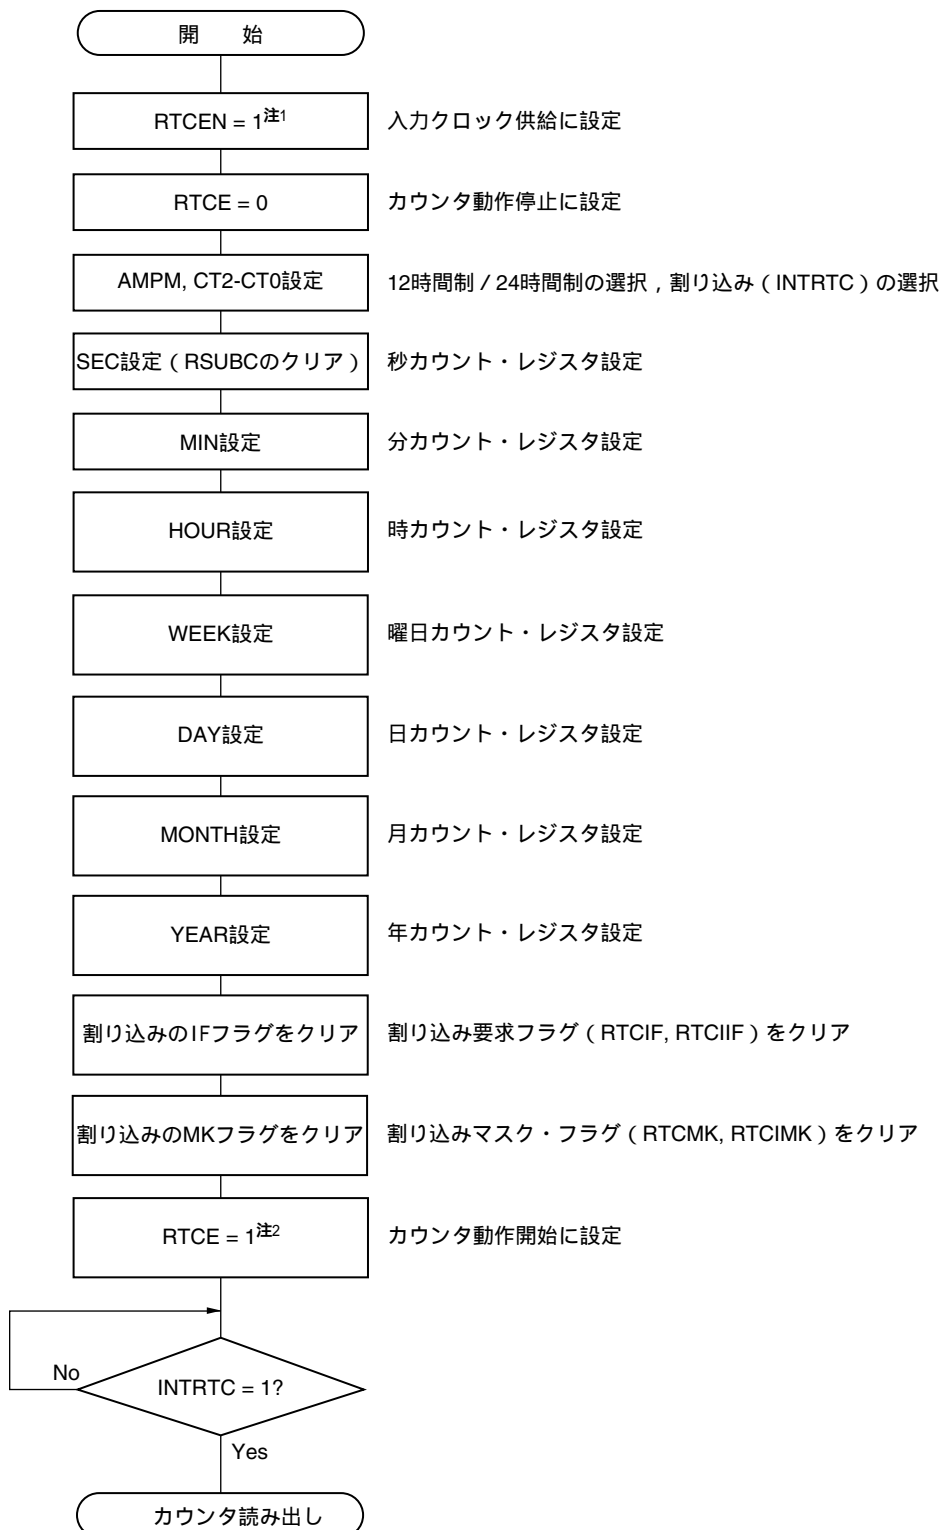 開 始
RTCEN = 1注1 入力クロック供給に設定
RTCE = 0 カウンタ動作停止に設定
AMPM, CT2-CT0設定 12時間制 / 24時間制の選択 , 割り込み ( INTRTC ) の選択
SEC設定 ( RSUBCのクリア ) 秒カウント・レジスタ設定
MIN設定 分カウント・レジスタ設定
HOUR設定 時カウント・レジスタ設定
WEEK設定 曜日カウント・レジスタ設定
DAY設定 日カウント・レジスタ設定
MONTH設定 月カウント・レジスタ設定
YEAR設定 年カウント・レジスタ設定
割り込みのIFフラグをクリア 割り込み要求フラグ ( RTCIF, RTCIIF ) をクリア
割り込みのMKフラグをクリア 割り込みマスク・フラグ ( RTCMK, RTCIMK ) をクリア
RTCE = 1注2 カウンタ動作開始に設定
No
INTRTC = 1?
Yes
カウンタ読み出し